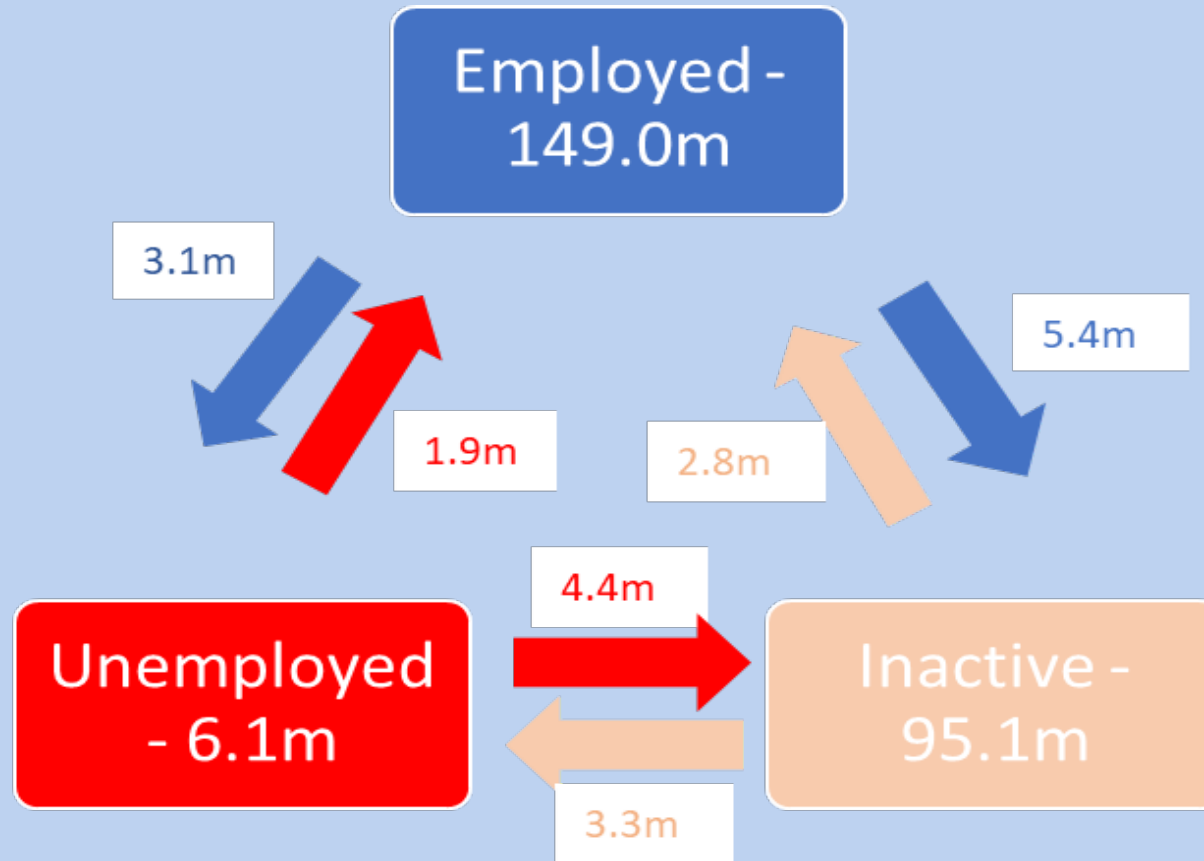 Employed -
149.0m
3.1m
5.4m
1.9m
2.8m
4.4m
Unemployed
- 6.1m
Inactive -
95.1m
3.3m